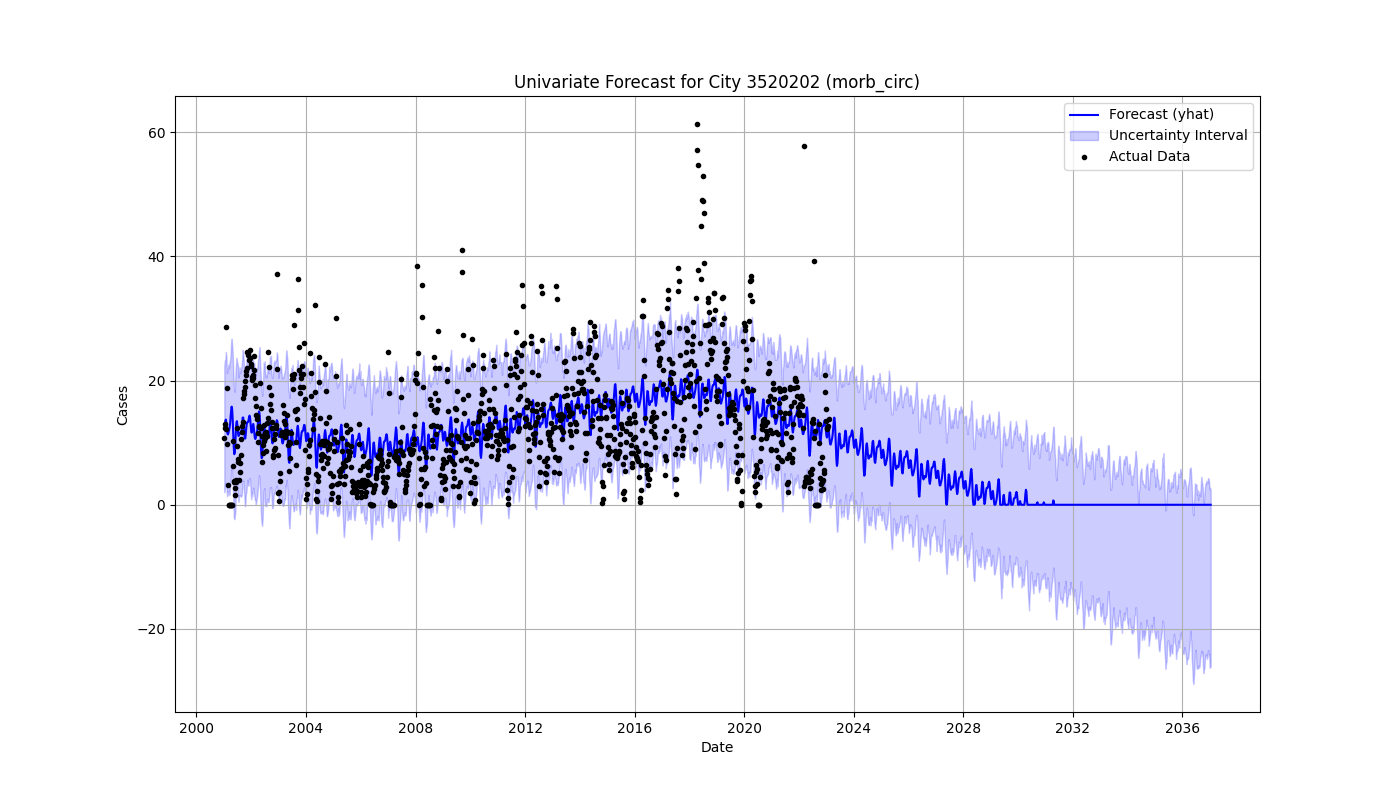 Univariate Forecast for City 3520202 (morb_circ)
Forecast (yhat)
Uncertainty Interval
Actual Data
60
40
20
0
−20
Cases
2000 2004 2008 2012 2016 2020 2024 2028 2032 2036
Date